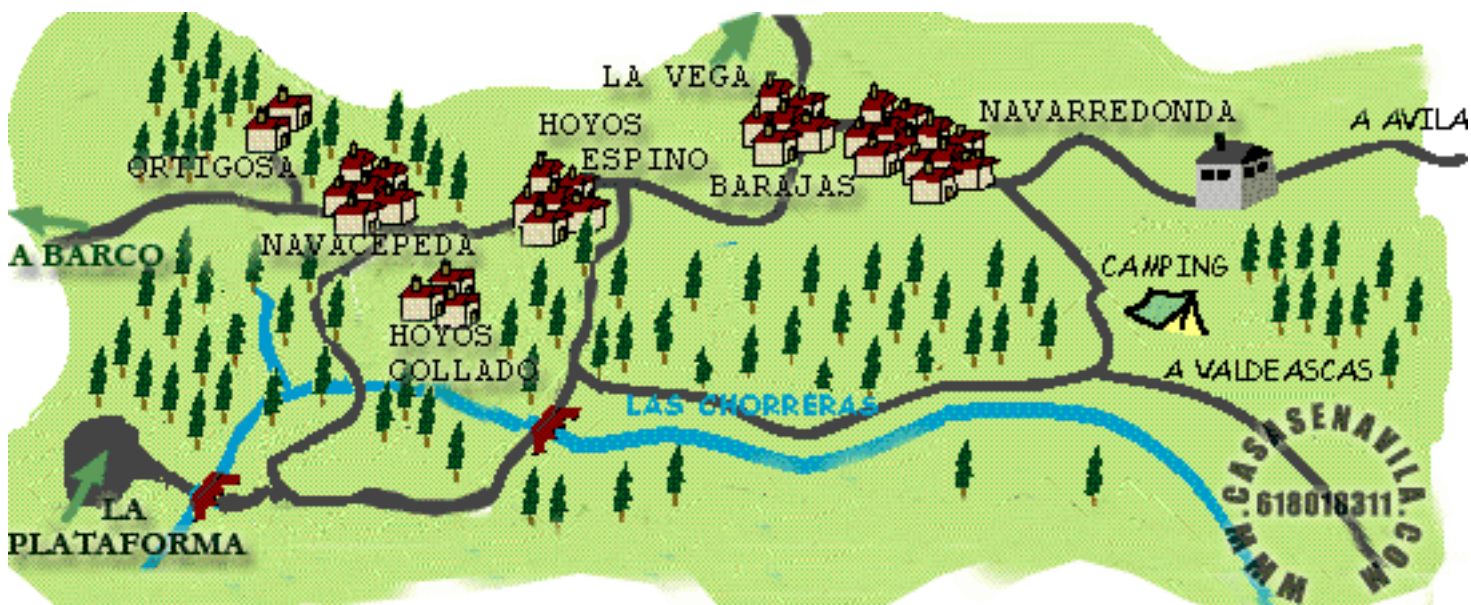 LA VEGA
NAVARREDONDA
A AVILA
HOYOS
ESPINO
ORTIGOSA
BARAJAS
NAVACEPEDA
A BARCO
CAMPING
HOYOS
COLLADO
A VALDEASCAS
LAS CHORRERAS
LA
PLATAFORMA
WWW.CASASENAVILA.COM
618018311